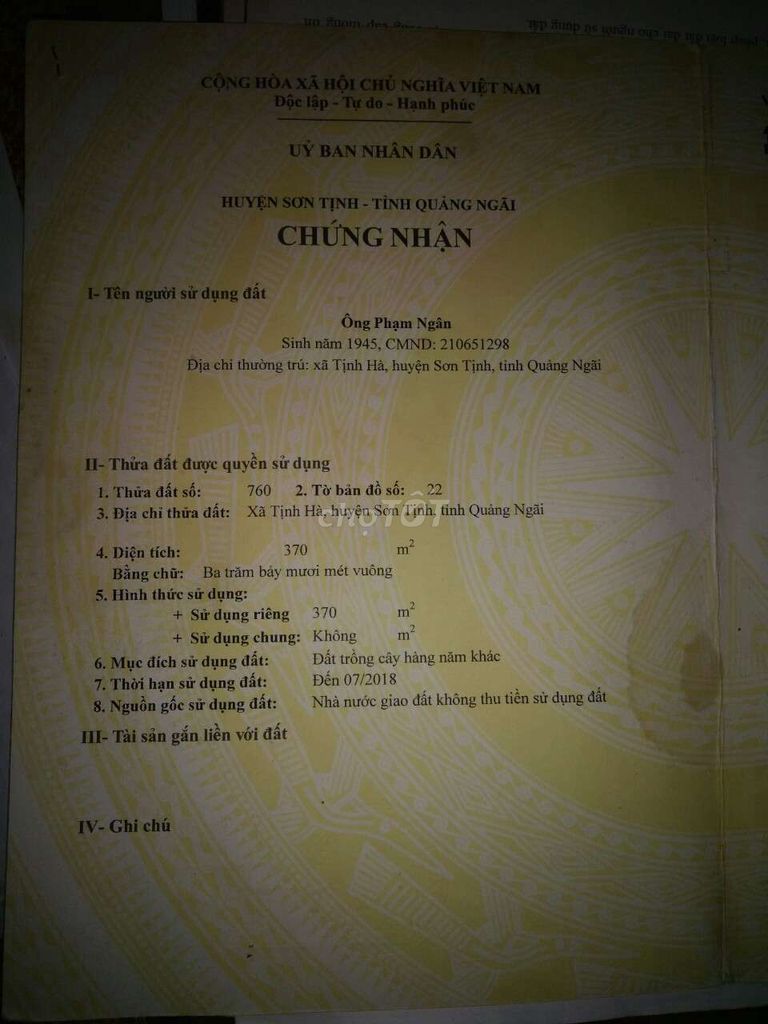 CỘNG HÒA XÃ HỘI CHỦ NGHĨA VIỆT NAM
Độc lập - Tự do - Hạnh phúc
UỶ BAN NHÂN DÂN
HUYỆN SƠN TỊNH - TỈNH QUẢNG NGÃI
CHỨNG NHẬN
I- Tên người sử dụng đất
Ông Phạm Ngân
Sinh năm 1945, CMND: 210651298
Địa chỉ thường trú: xã Tịnh Hà, huyện Sơn Tịnh, tỉnh Quảng Ngãi
II- Thửa đất được quyền sử dụng
1. Thửa đất số: 760 2. Tờ bản đồ số: 22
3. Địa chỉ thửa đất: Xã Tịnh Hà, huyện Sơn Tịnh, tỉnh Quảng Ngãi
chợ TỐT
4. Diện tích: 370 m²
Bằng chữ: Ba trăm bảy mươi mét vuông
5. Hình thức sử dụng:
+ Sử dụng riêng 370 m²
+ Sử dụng chung: Không m²
6. Mục đích sử dụng đất: Đất trồng cây hàng năm khác
7. Thời hạn sử dụng đất: Đến 07/2018
8. Nguồn gốc sử dụng đất: Nhà nước giao đất không thu tiền sử dụng đất
III- Tài sản gắn liền với đất
IV- Ghi chú